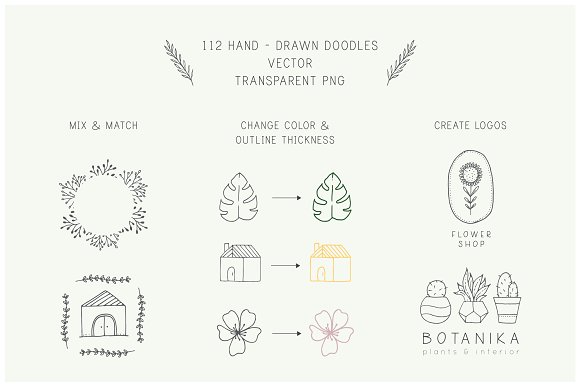 112 HAND - DRAWN DOODLES
VECTOR
TRANSPARENT PNG
MIX & MATCH
CHANGE COLOR &
OUTLINE THICKNESS
CREATE LOGOS
FLOWER
SHOP
BOTANIKA
plants & interior